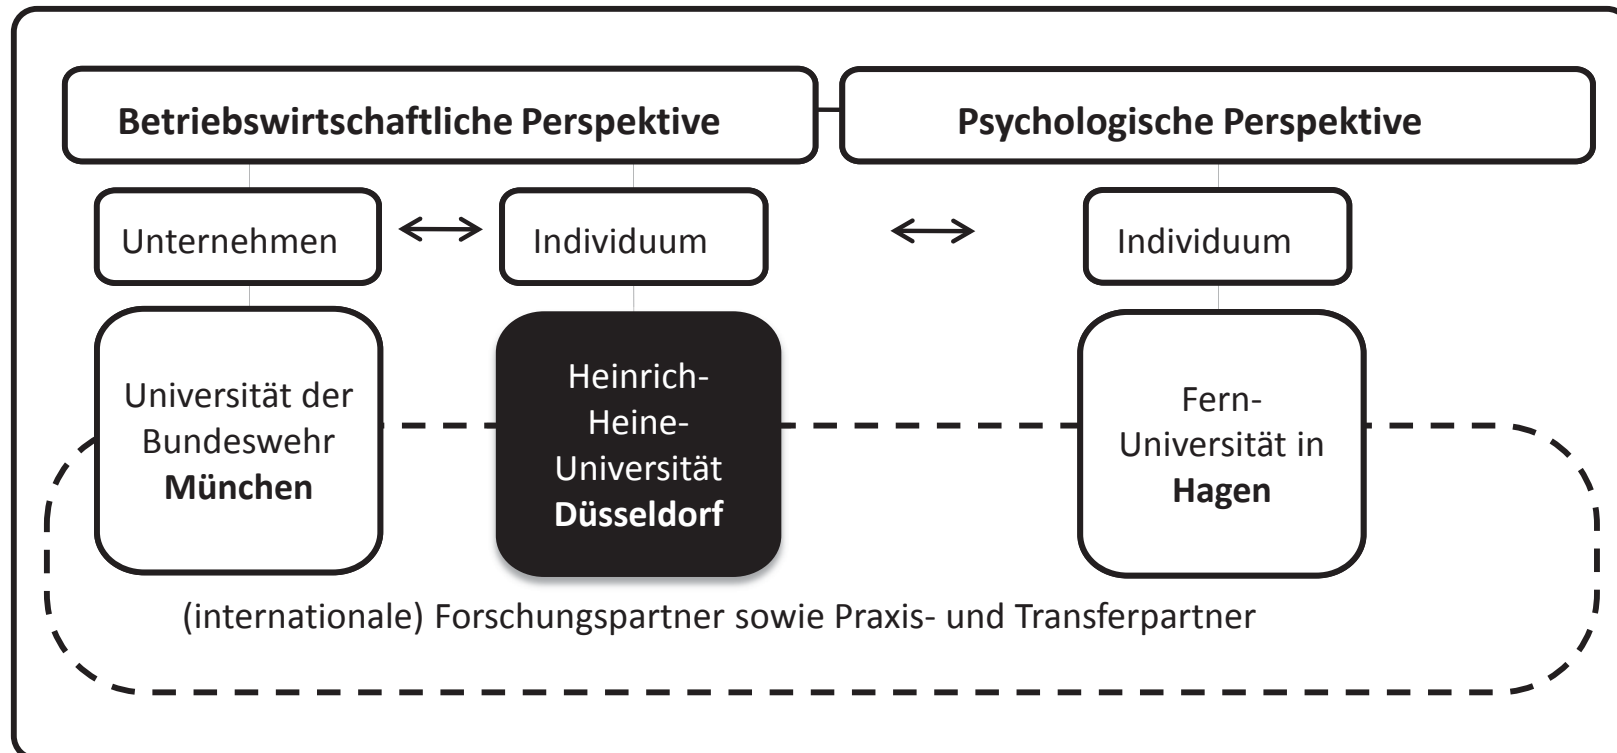 Betriebswirtschaftliche Perspektive
Psychologische Perspektive
Unternehmen
Individuum
Individuum
Universität der
Bundeswehr
München
Heinrich-
Heine-
Universität
Düsseldorf
Fern-
Universität in
Hagen
(internationale) Forschungspartner sowie Praxis- und Transferpartner